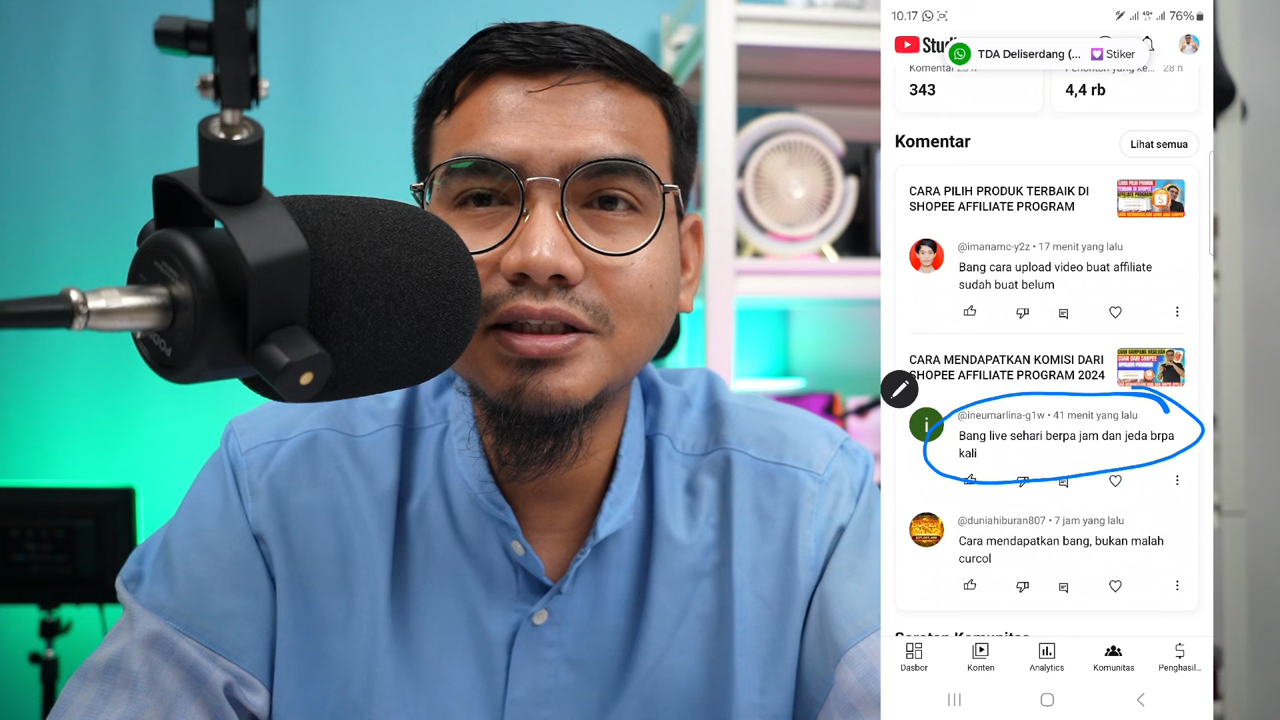 10.17
4G+
76%
Stud
TDA Deliserdang (... Stiker
343
4,4 rb
28 h
Komentar
Lihat semua
CARA PILIH PRODUK TERBAIK DI
SHOPEE AFFILIATE PROGRAM
@imanamc-y2z • 17 menit yang lalu
Bang cara upload video buat affiliate
sudah buat belum
CARA MENDAPATKAN KOMISI DARI
SHOPEE AFFILIATE PROGRAM 2024
i
@ineumarlina-g1w • 41 menit yang lalu
Bang live sehari berpa jam dan jeda brpa
kali
@duniahiburan807 • 7 jam yang lalu
Cara mendapatkan bang, bukan malah
curcol
Dasbor
Konten
Analytics
Komunitas
Penghasil...